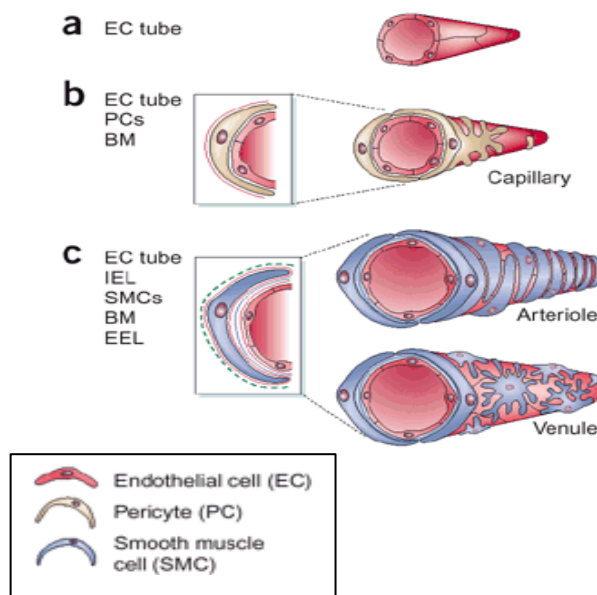 a EC tube
b EC tube
PCs
BM
Capillary
c EC tube
IEL
SMCs
BM
EEL
Arteriole
Venule
Endothelial cell (EC)
Pericyte (PC)
Smooth muscle
cell (SMC)